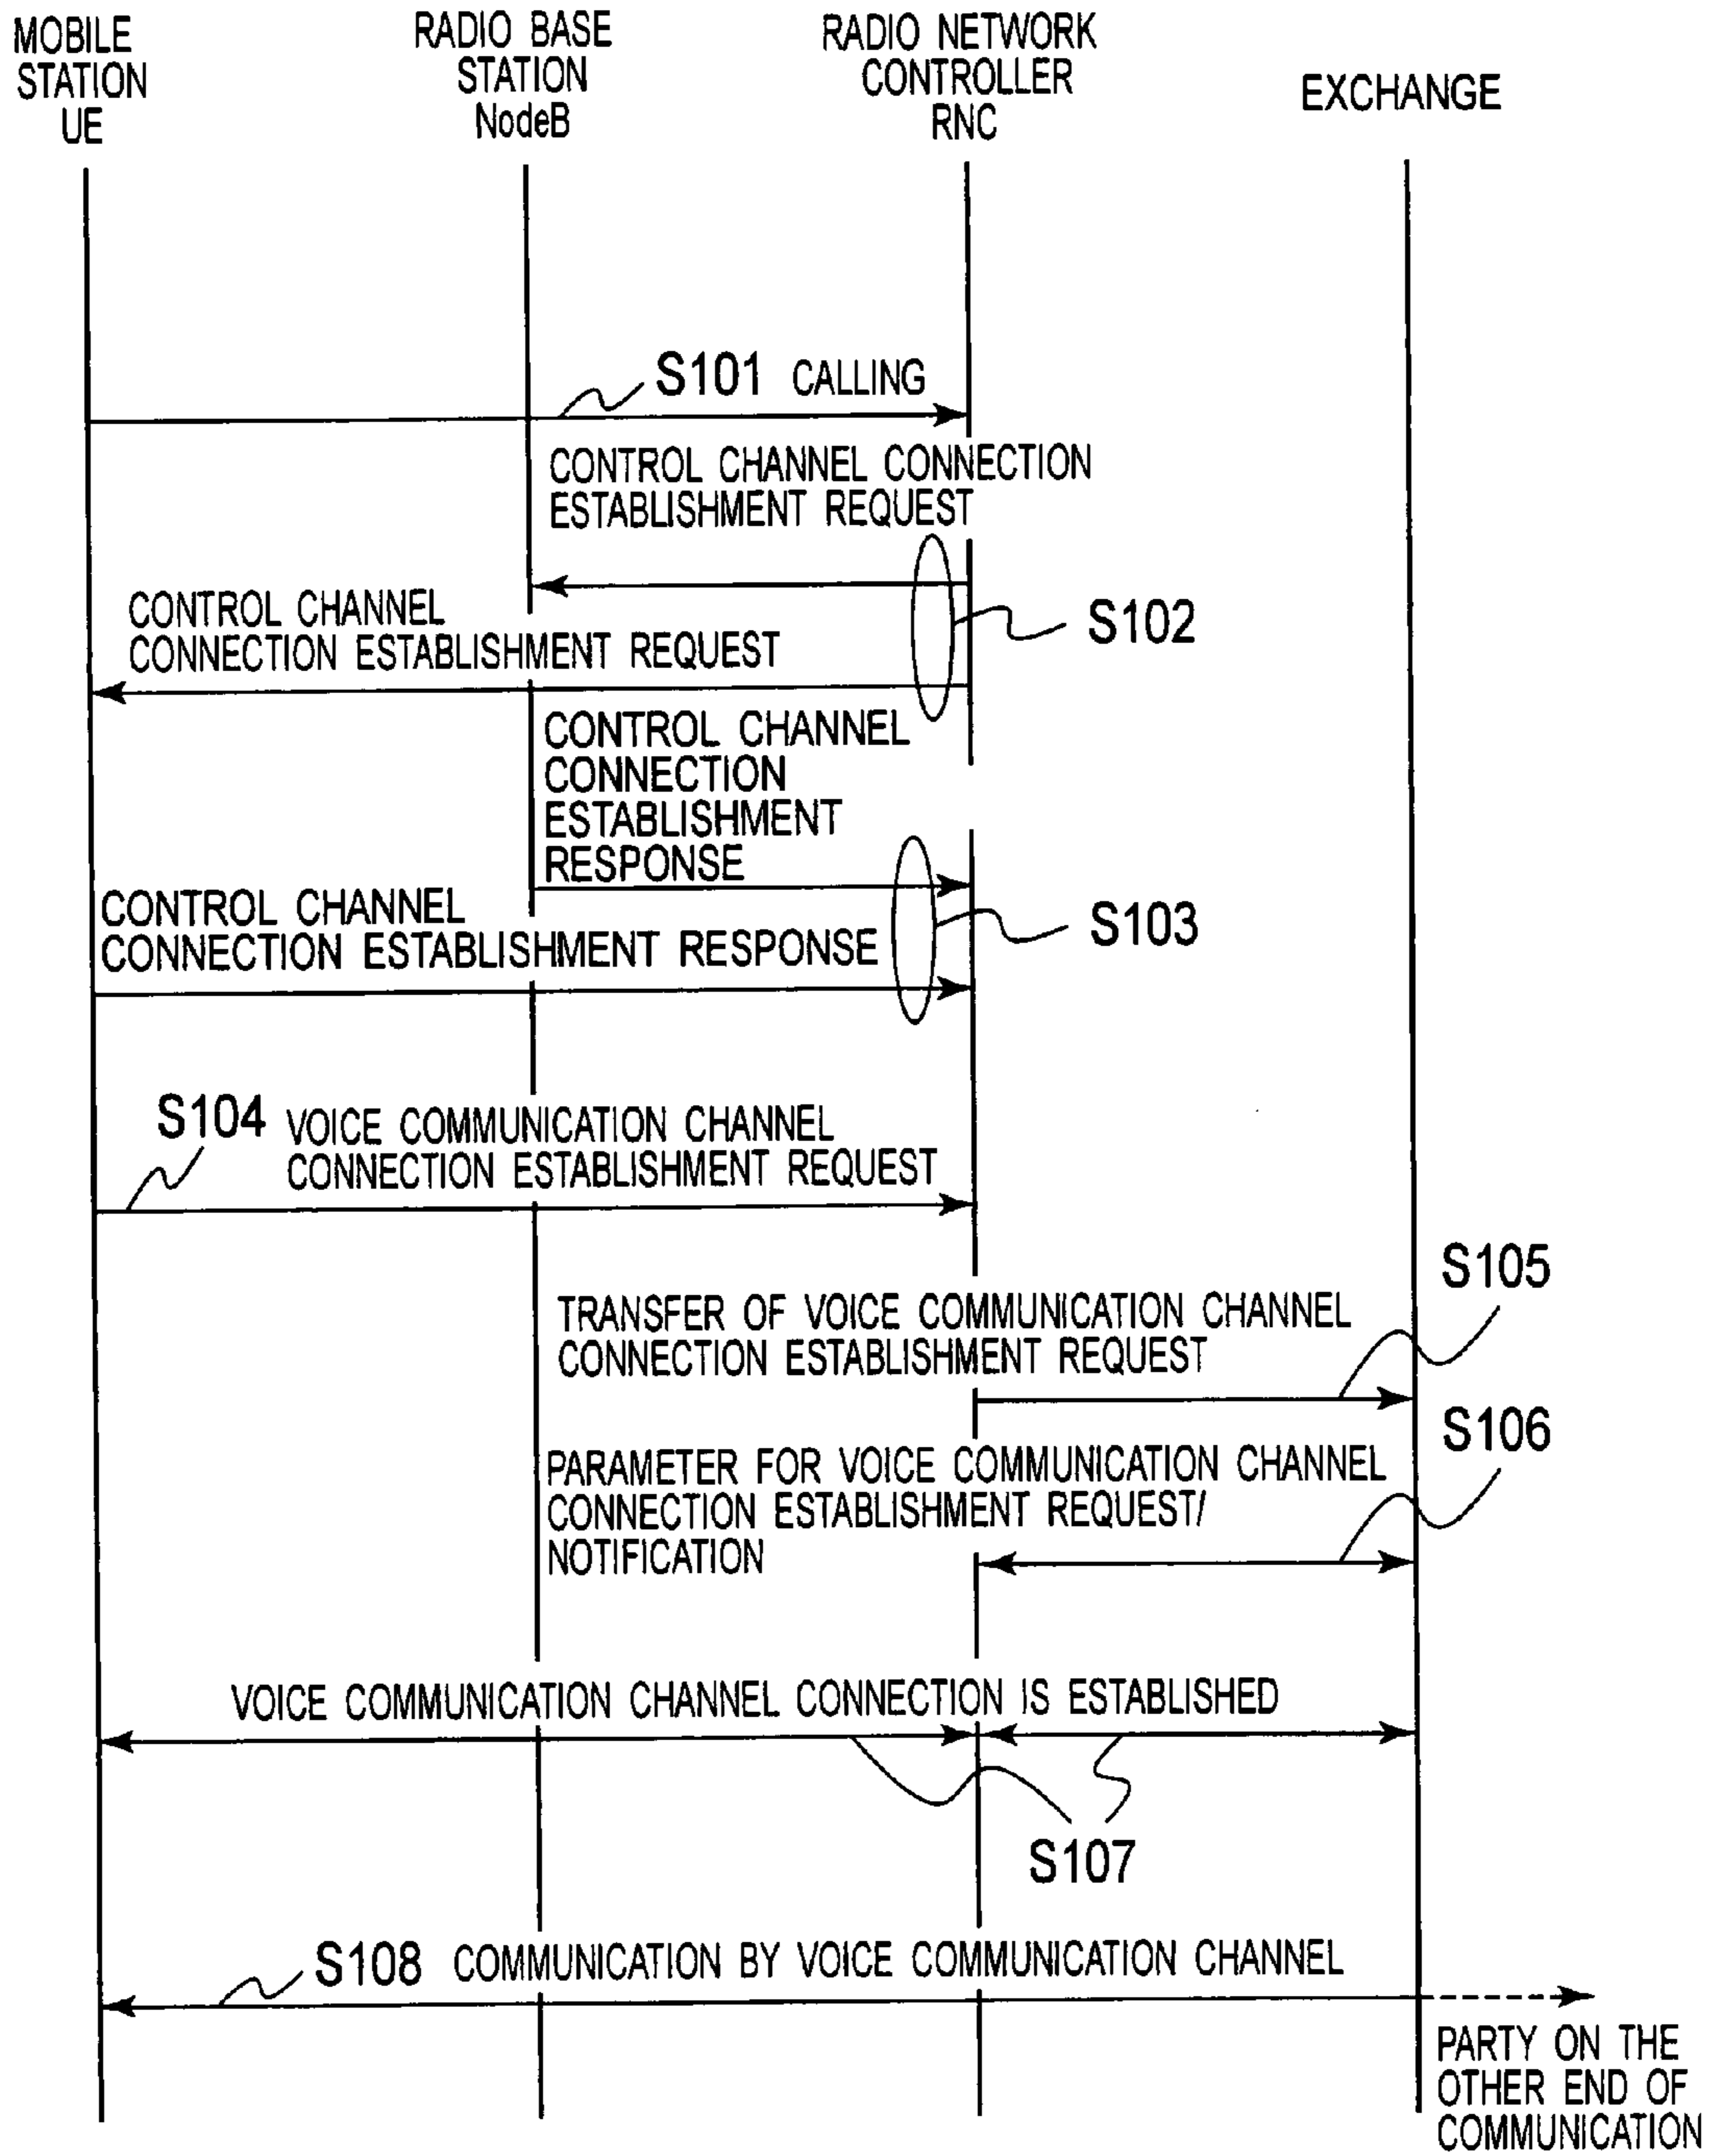 MOBILE
STATION
UE
RADIO BASE
STATION
NodeB
RADIO NETWORK
CONTROLLER
RNC
EXCHANGE
S101 CALLING
CONTROL CHANNEL CONNECTION
ESTABLISHMENT REQUEST
S102
CONTROL CHANNEL
CONNECTION ESTABLISHMENT REQUEST
CONTROL CHANNEL
CONNECTION
ESTABLISHMENT
RESPONSE
S103
CONTROL CHANNEL
CONNECTION ESTABLISHMENT RESPONSE
S104 VOICE COMMUNICATION CHANNEL
CONNECTION ESTABLISHMENT REQUEST
S105
TRANSFER OF VOICE COMMUNICATION CHANNEL
CONNECTION ESTABLISHMENT REQUEST
S106
PARAMETER FOR VOICE COMMUNICATION CHANNEL
CONNECTION ESTABLISHMENT REQUEST/
NOTIFICATION
VOICE COMMUNICATION CHANNEL CONNECTION IS ESTABLISHED
S107
S108 COMMUNICATION BY VOICE COMMUNICATION CHANNEL
PARTY ON THE
OTHER END OF
COMMUNICATION